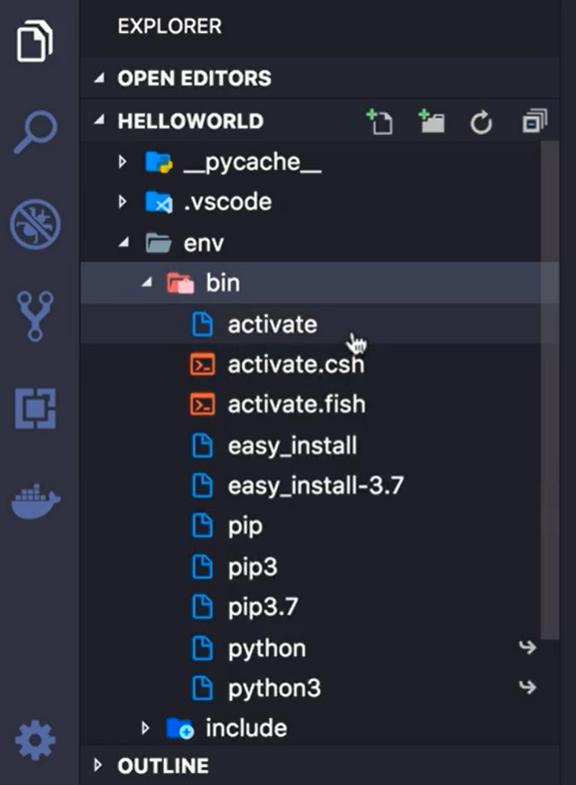 EXPLORER
OPEN EDITORS
HELLOWORLD
__pycache__
.vscode
env
bin
activate
activate.csh
activate.fish
easy_install
easy_install-3.7
pip
pip3
pip3.7
python
python3
include
OUTLINE